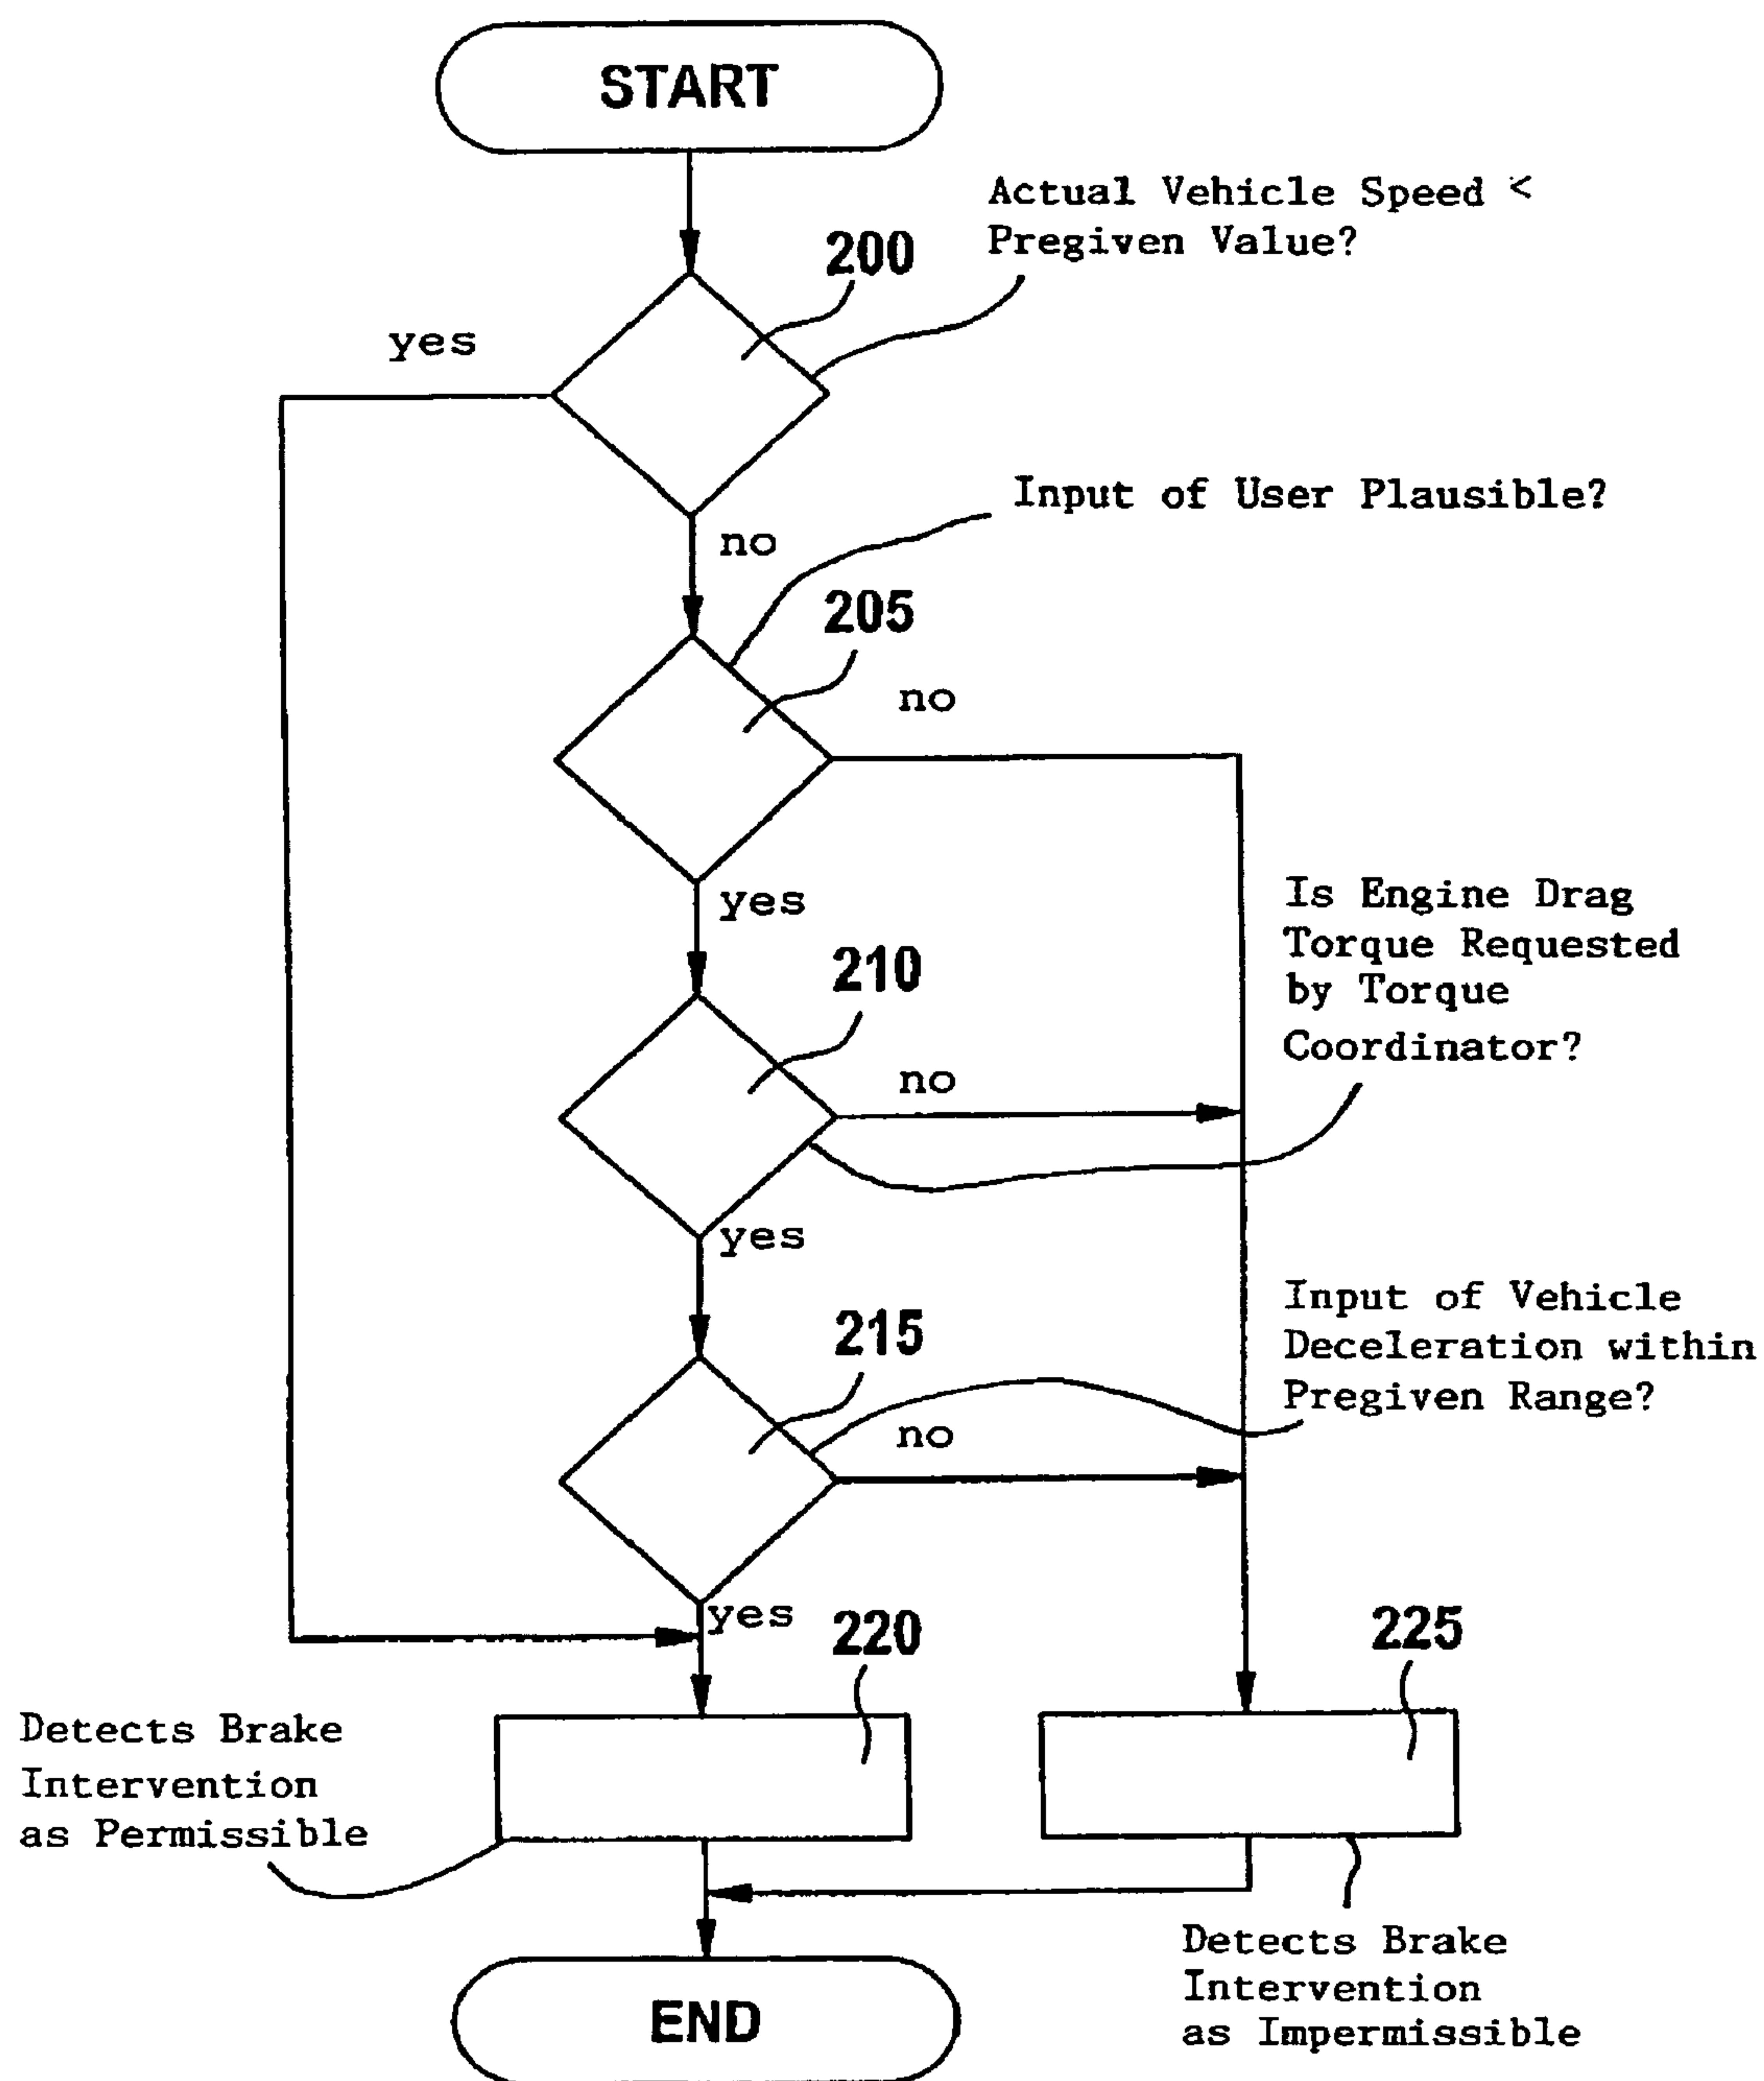 START
Actual Vehicle Speed <
Pregiven Value?
200
yes
Input of User Plausible?
no
205
no
Is Engine Drag
Torque Requested
by Torque
Coordinator?
yes
210
no
yes
Input of Vehicle
Deceleration within
Pregiven Range?
215
no
yes
220
225
Detects Brake
Intervention
as Permissible
Detects Brake
Intervention
as Impermissible
END